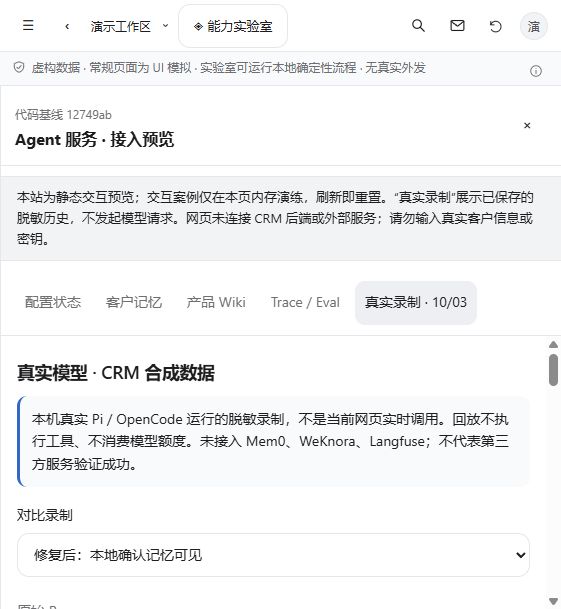 演示工作区
能力实验室
演
虚构数据 · 常规页面为 UI 模拟 · 实验室可运行本地确定性流程 · 无真实外发
代码基线 12749ab
Agent 服务 · 接入预览
本站为静态交互预览；交互案例仅在本页内存演练，刷新即重置。“真实录制”展示已保存的
脱敏历史，不发起模型请求。网页未连接 CRM 后端或外部服务；请勿输入真实客户信息或
密钥。
配置状态
客户记忆
产品 Wiki
Trace / Eval
真实录制 · 10/03
真实模型 · CRM 合成数据
本机真实 Pi / OpenCode 运行的脱敏录制，不是当前网页实时调用。回放不执
行工具、不消费模型额度。未接入 Mem0、WeKnora、Langfuse；不代表第三
方服务验证成功。
对比录制
修复后：本地确认记忆可见